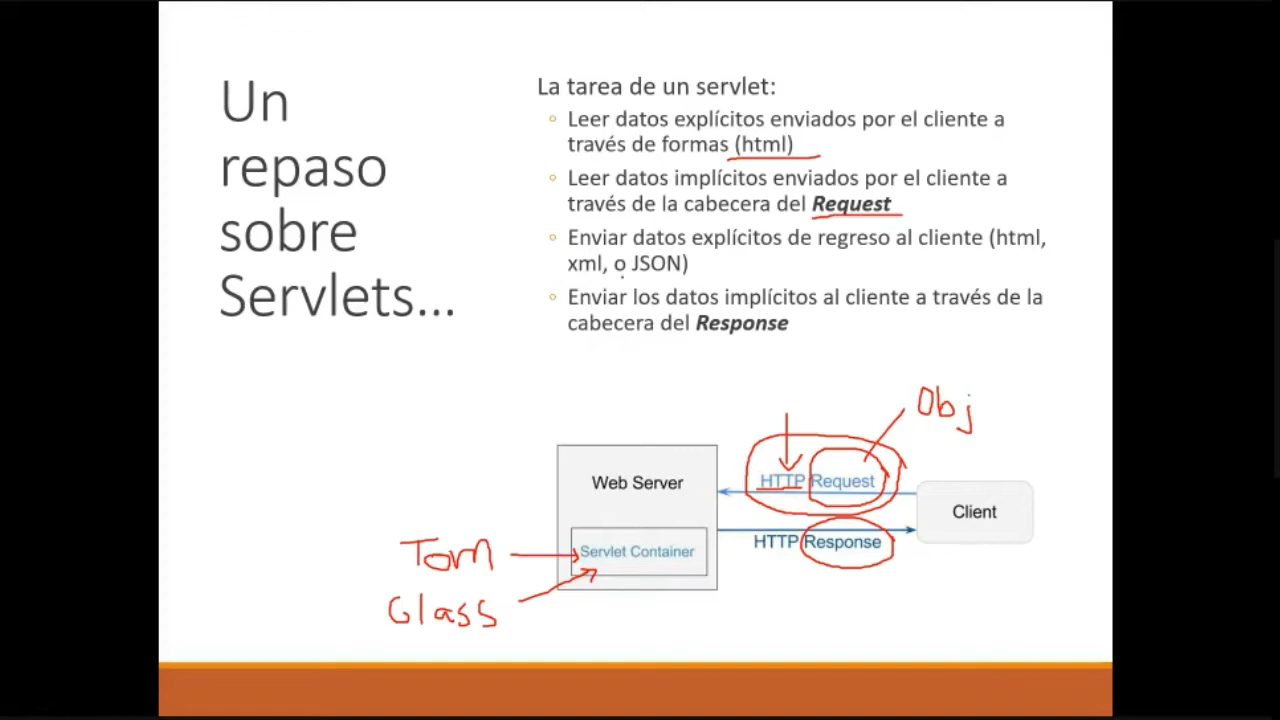 Un
repaso
sobre
Servlets...
La tarea de un servlet:
Leer datos explícitos enviados por el cliente a
través de formas (html)
Leer datos implícitos enviados por el cliente a
través de la cabecera del Request
Enviar datos explícitos de regreso al cliente (html,
xml, o JSON)
Enviar los datos implícitos al cliente a través de la
cabecera del Response
Obj
Web Server
HTTP Request
Client
HTTP Response
Servlet Container
Tom
Glass